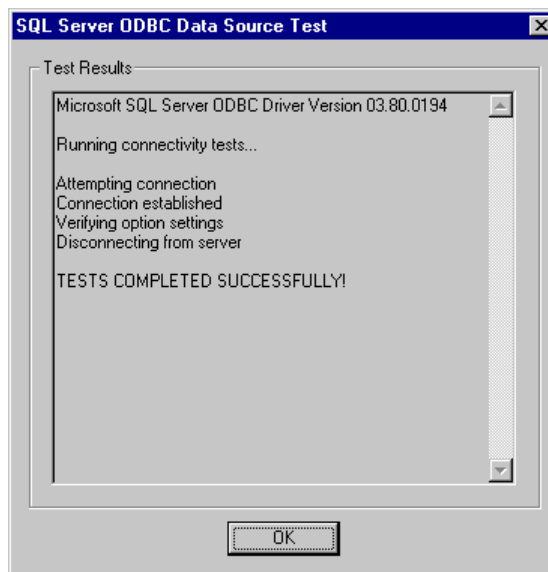 SQL Server ODBC Data Source Test
Test Results
Microsoft SQL Server ODBC Driver Version 03.80.0194
Running connectivity tests...
Attempting connection
Connection established
Verifying option settings
Disconnecting from server
TESTS COMPLETED SUCCESSFULLY!
OK